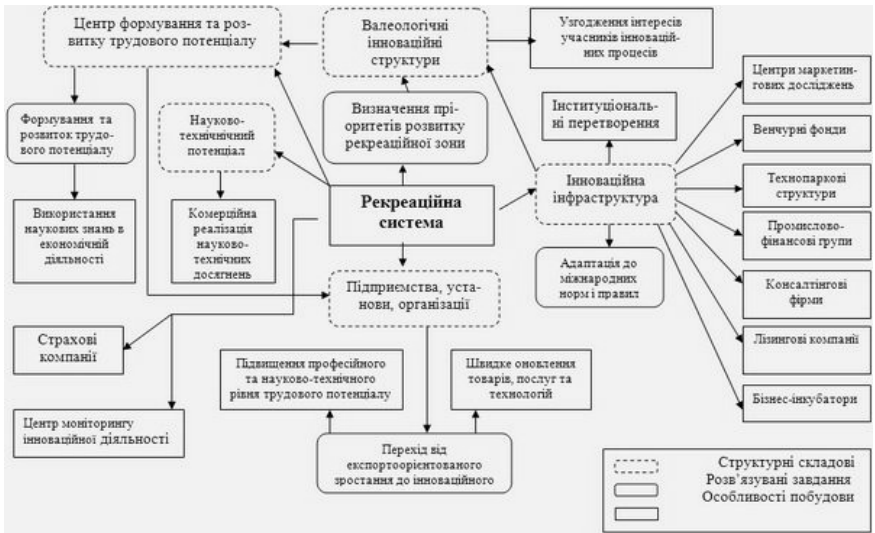 Центр формування та роз-
витку трудового потенціалу
Валеологічні
інноваційні
структури
Узгодження інтересів
учасників інновацій-
них процесів
Центри маркетин-
гових досліджень
Формування та
розвиток трудо-
вого потенціалу
Науково-
технічнічний
потенціал
Визначення прі-
оритетів розвитку
рекреаційної зони
Інституціональ-
ні перетворення
Венчурні фонди
Інноваційна
інфраструктура
Технопаркові
структури
Використання
наукових знань в
економічній
діяльності
Комерційна
реалізація
науково-
технічних
досягнень
Рекреаційна
система
Промислово-
фінансові групи
Адаптація до
міжнародних
норм і правил
Консалтінгові
фірми
Підприємства, уста-
нови, організації
Страхові
компанії
Лізингові компанії
Підвищення професійного
та науково-технічного
рівня трудового потенціалу
Швидке оновлення
товарів, послуг та
технологій
Бізнес-інкубатори
Центр моніторингу
інноваційної діяльності
Перехід від
експортоорієнтованого
зростання до інноваційного
Структурні складові
Розв’язувані завдання
Особливості побудови